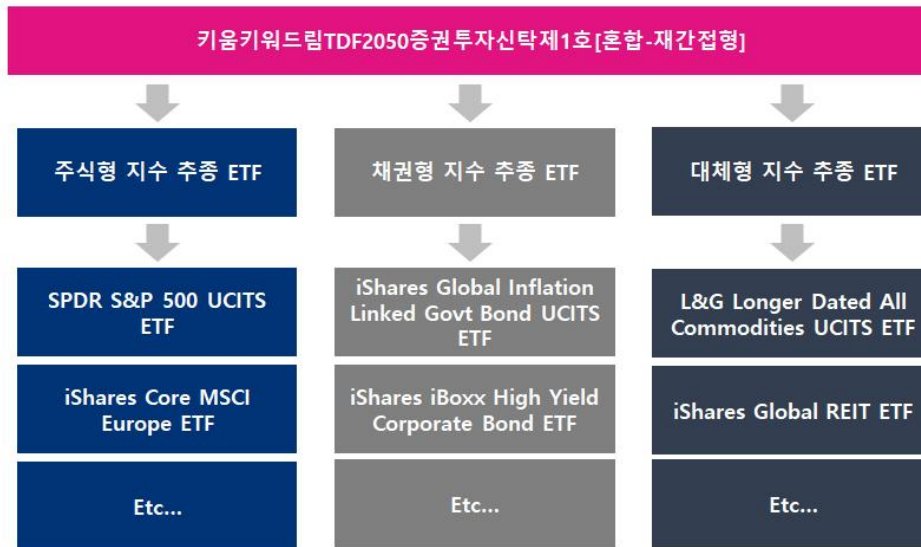 키움키워드림TDF2050증권투자신탁제1호[혼합-재간접형]
주식형 지수 추종 ETF
채권형 지수 추종 ETF
대체형 지수 추종 ETF
SPDR S&P 500 UCITS
ETF
iShares Global Inflation
Linked Govt Bond UCITS
ETF
L&G Longer Dated All
Commodities UCITS ETF
iShares Core MSCI
Europe ETF
iShares iBoxx High Yield
Corporate Bond ETF
iShares Global REIT ETF
Etc...
Etc...
Etc...